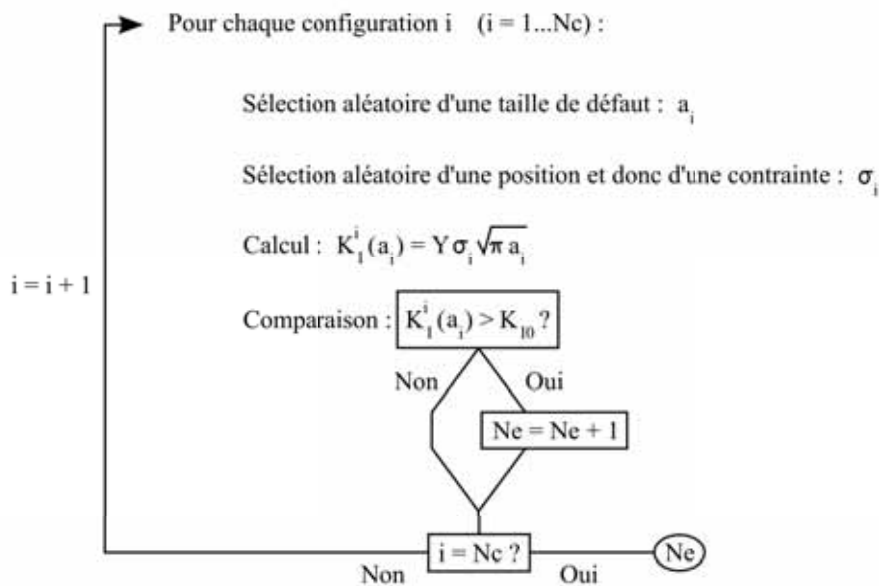 Pour chaque configuration i (i = 1...Nc) :
Sélection aléatoire d'une taille de défaut : a_i
Sélection aléatoire d'une position et donc d'une contrainte : σ_i
Calcul : K_I^i(a_i) = Y σ_i √(π a_i)
i = i + 1
Comparaison : K_I^i(a_i) > K_I0 ?
Non Oui
Ne = Ne + 1
i = Nc ? Ne
Non Oui